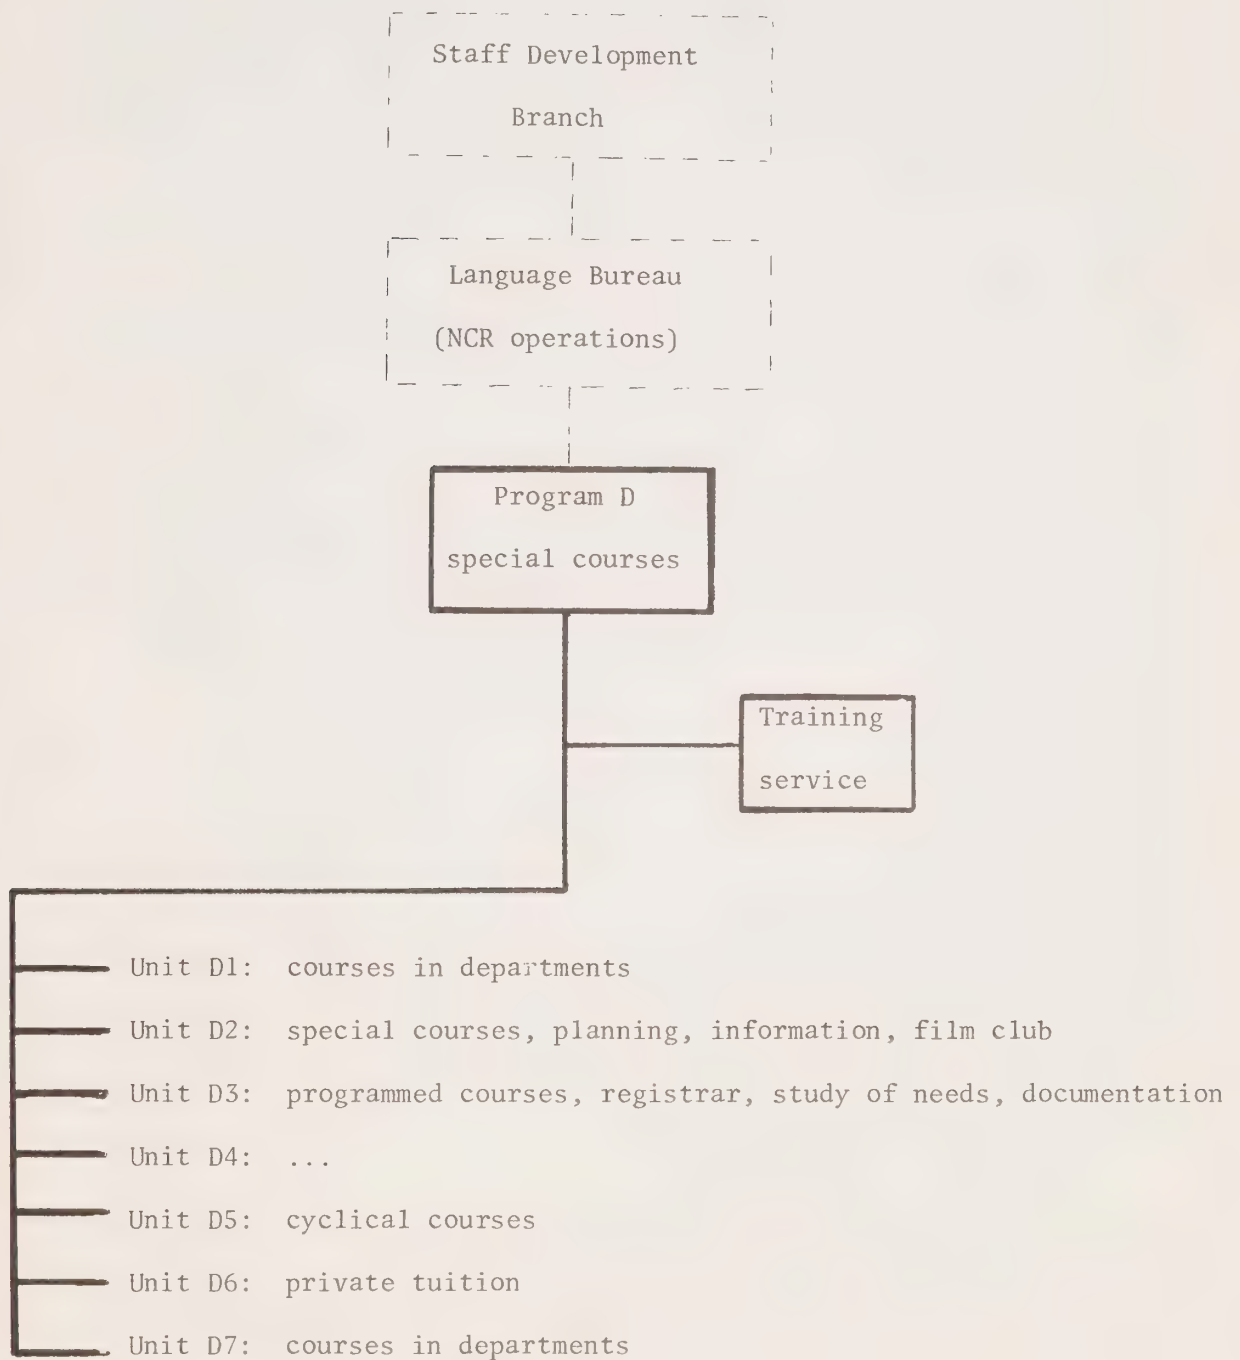 Staff Development
Branch
Language Bureau
(NCR operations)
Program D
special courses
Training
service
Unit D1: courses in departments
Unit D2: special courses, planning, information, film club
Unit D3: programmed courses, registrar, study of needs, documentation
Unit D4: ...
Unit D5: cyclical courses
Unit D6: private tuition
Unit D7: courses in departments